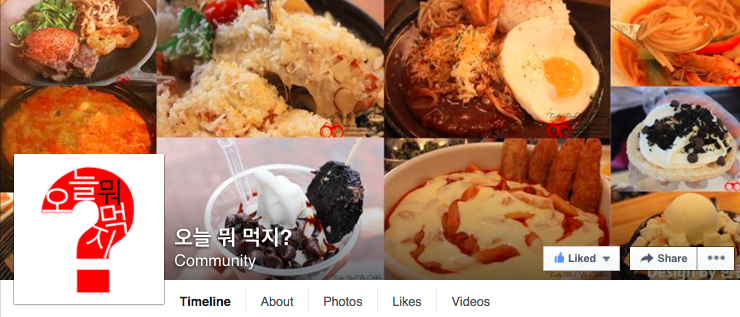 오늘
뭐
먹
지
오늘 뭐 먹지?
Community
Liked
Share
Timeline
About
Photos
Likes
Videos